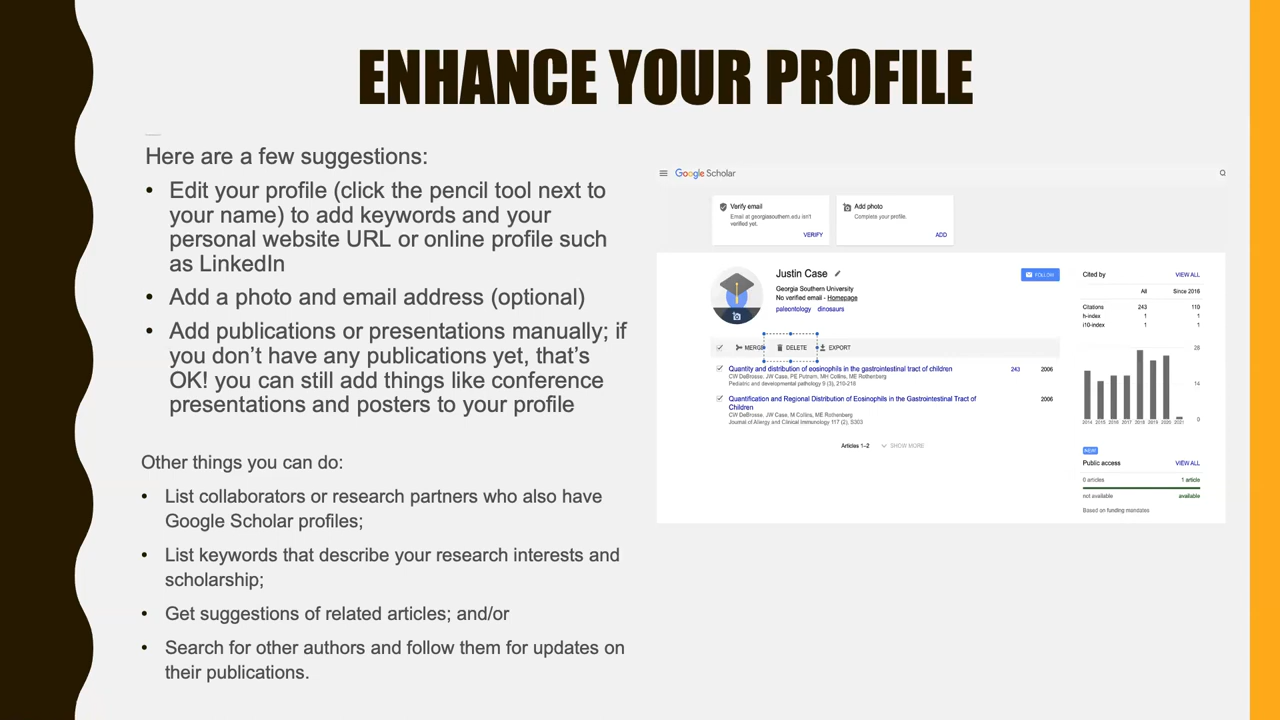 ENHANCE YOUR PROFILE
Here are a few suggestions:
• Edit your profile (click the pencil tool next to
your name) to add keywords and your
personal website URL or online profile such
as LinkedIn
• Add a photo and email address (optional)
• Add publications or presentations manually; if
you don’t have any publications yet, that’s
OK! you can still add things like conference
presentations and posters to your profile
Other things you can do:
• List collaborators or research partners who also have
Google Scholar profiles;
• List keywords that describe your research interests and
scholarship;
• Get suggestions of related articles; and/or
• Search for other authors and follow them for updates on
their publications.
Google Scholar
Verify email
Email at georgiasouthern.edu isn't
verified yet.
VERIFY
Add photo
Complete your profile.
ADD
Justin Case
Georgia Southern University
No verified email - Homepage
paleontology dinosaurs
FOLLOW
MERGE DELETE EXPORT
Quantity and distribution of eosinophils in the gastrointestinal tract of children 243 2006
CW DeBrosse, JW Case, PE Putnam, MH Collins, ME Rothenberg
Pediatric and developmental pathology 9 (3), 210-218
Quantification and Regional Distribution of Eosinophils in the Gastrointestinal Tract of 2006
Children
CW DeBrosse, JW Case, M Collins, ME Rothenberg
Journal of Allergy and Clinical Immunology 117 (2), S303
Articles 1–2 SHOW MORE
Cited by VIEW ALL
All Since 2016
Citations 243 110
h-index 1 1
i10-index 1 1
28
14
0
2014 2015 2016 2017 2018 2019 2020 2021
NEW!
Public access VIEW ALL
0 articles 1 article
not available available
Based on funding mandates